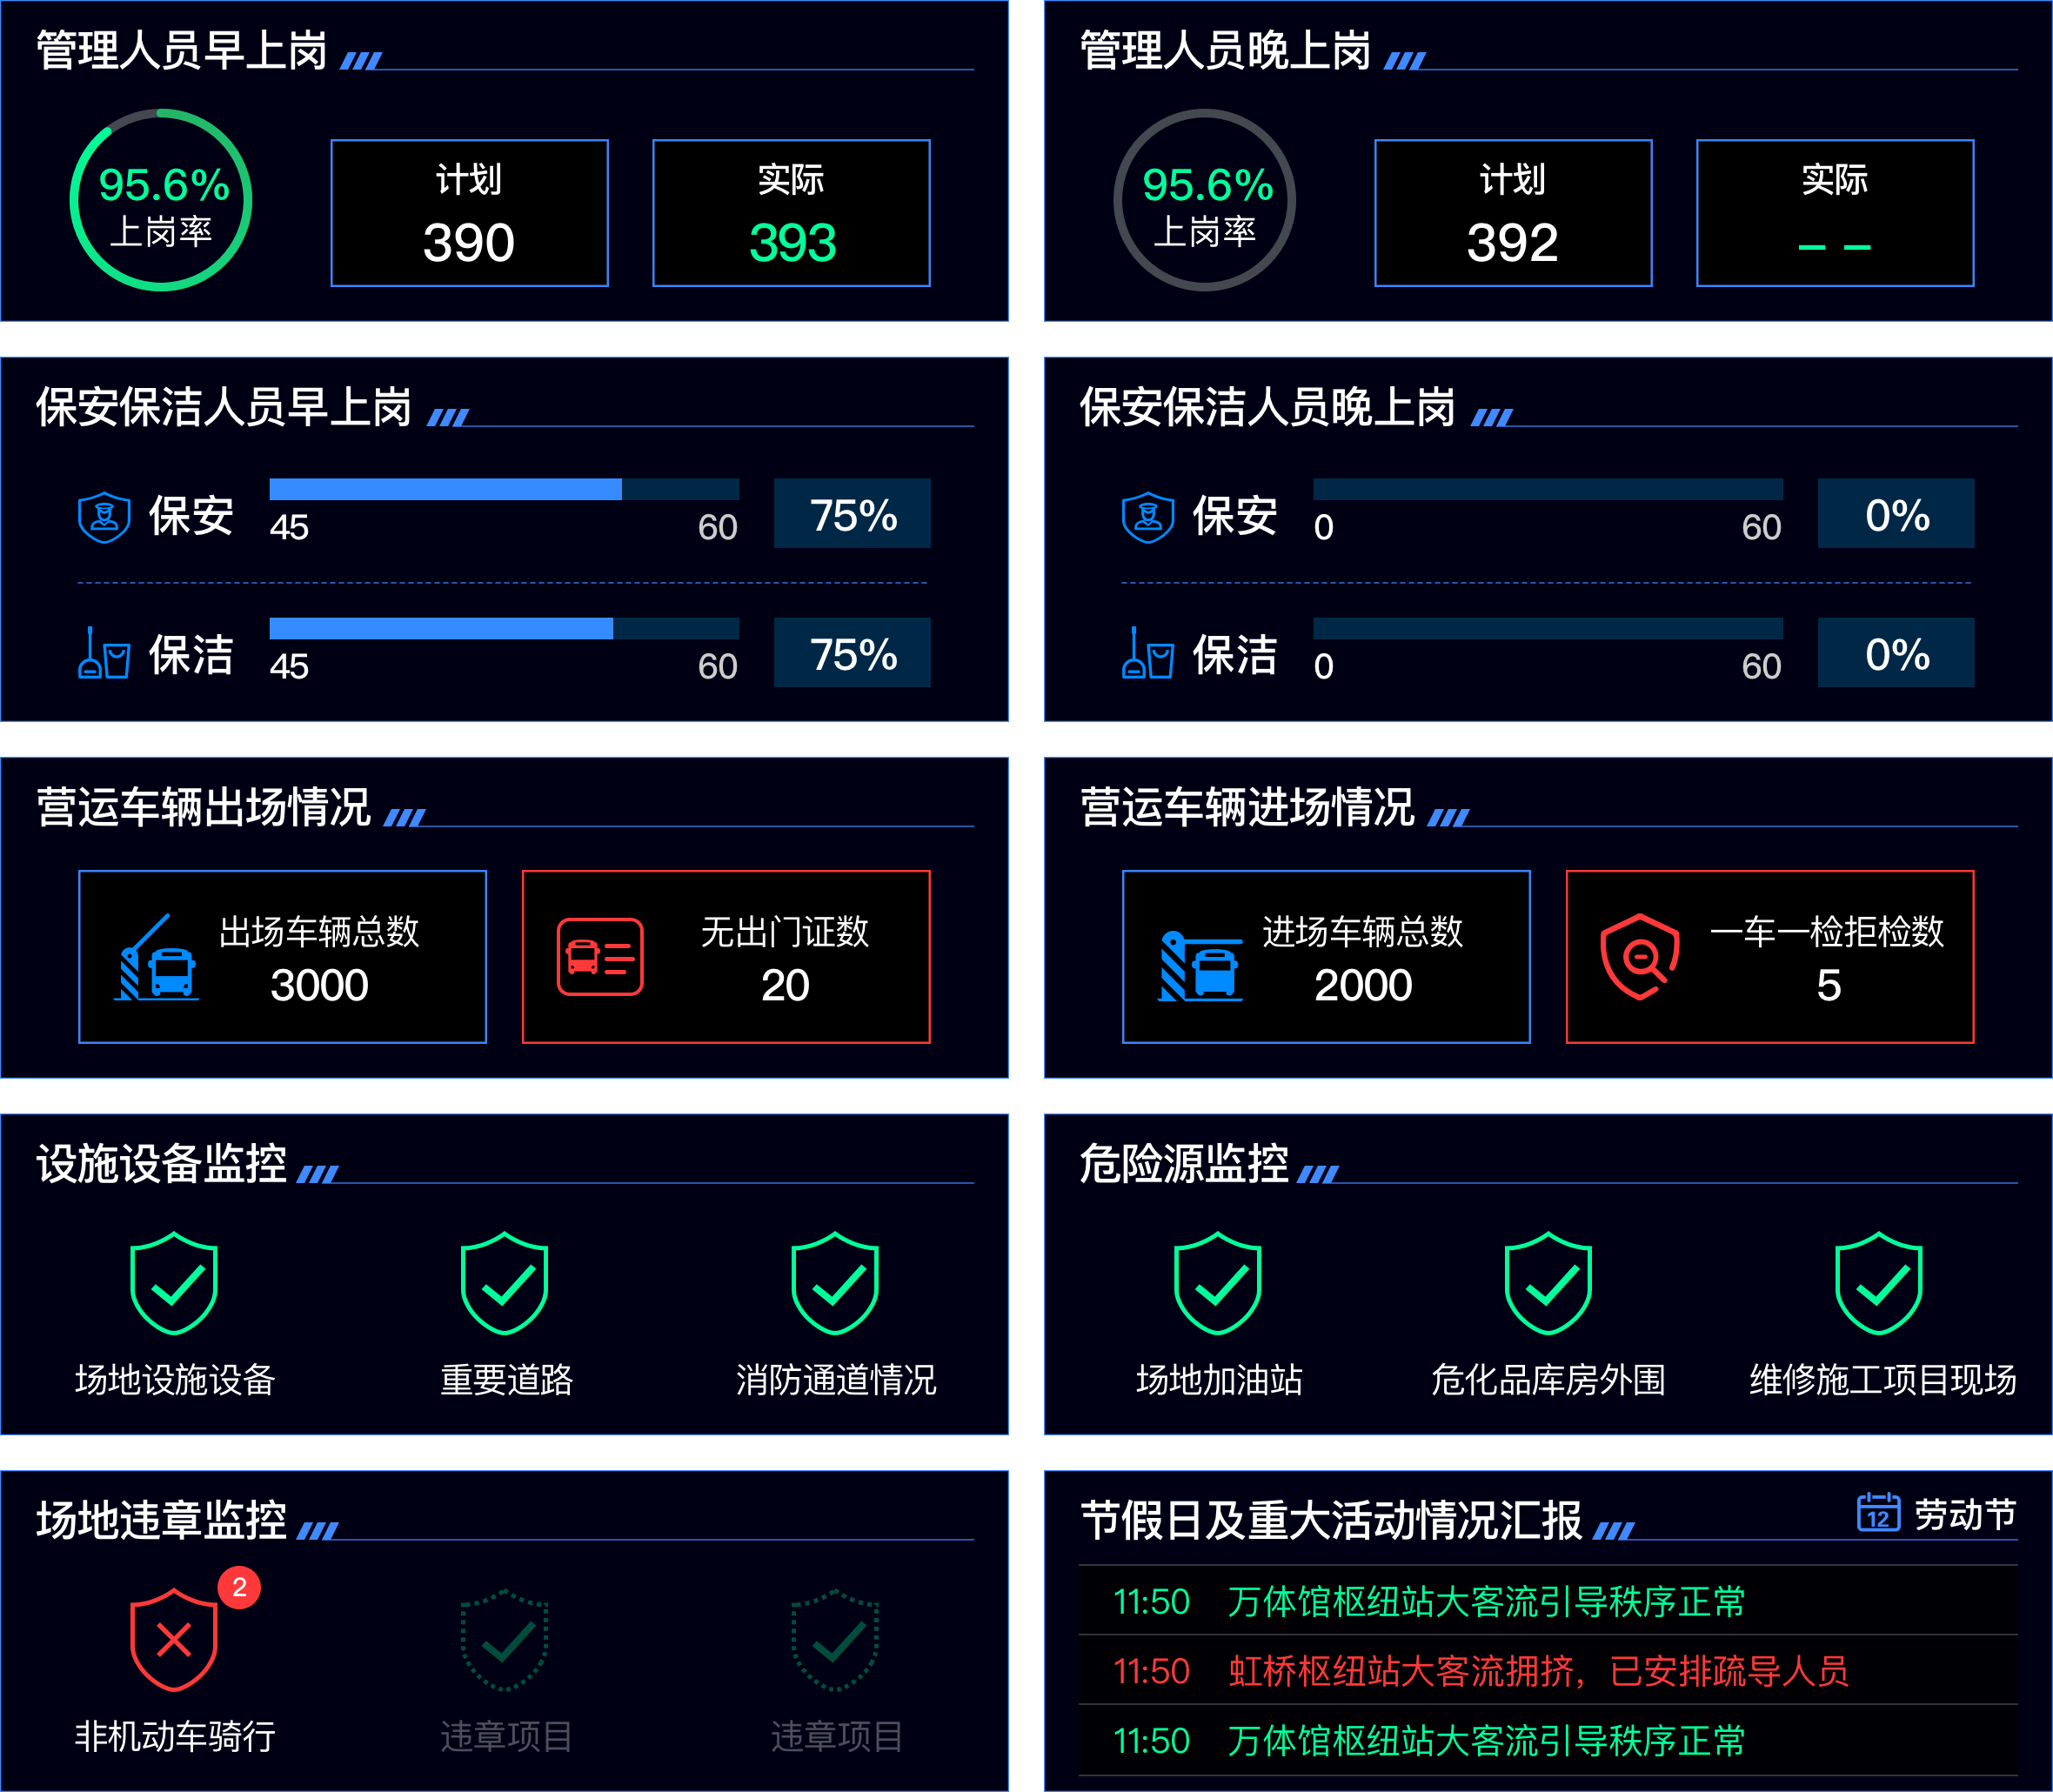 管理人员早上岗
95.6%
上岗率
计划
390
实际
393
管理人员晚上岗
95.6%
上岗率
计划
392
实际
– –
保安保洁人员早上岗
保安
45
60
75%
保洁
45
60
75%
保安保洁人员晚上岗
保安
0
60
0%
保洁
0
60
0%
营运车辆出场情况
出场车辆总数
3000
无出门证数
20
营运车辆进场情况
进场车辆总数
2000
一车一检拒检数
5
设施设备监控
场地设施设备
重要道路
消防通道情况
危险源监控
场地加油站
危化品库房外围
维修施工项目现场
场地违章监控
2
非机动车骑行
违章项目
违章项目
节假日及重大活动情况汇报
12
劳动节
11:50 万体馆枢纽站大客流引导秩序正常
11:50 虹桥枢纽站大客流拥挤，已安排疏导人员
11:50 万体馆枢纽站大客流引导秩序正常